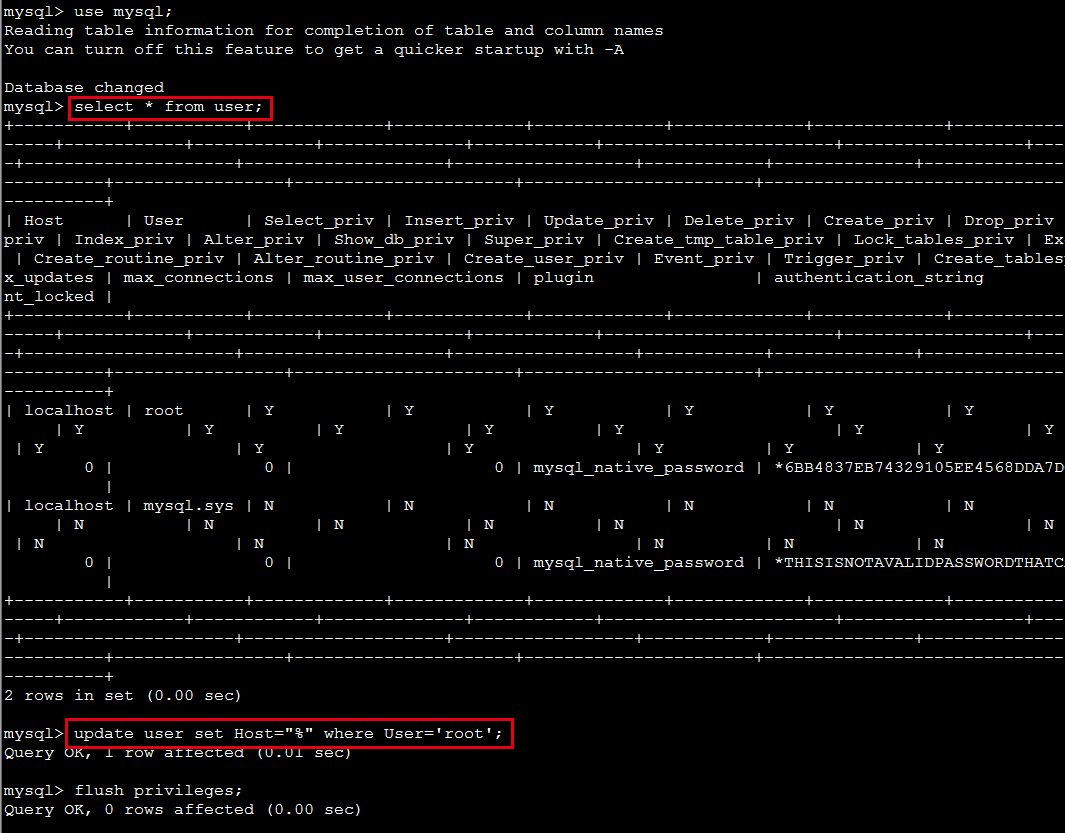 mysql> use mysql;
Reading table information for completion of table and column names
You can turn off this feature to get a quicker startup with -A
Database changed
mysql> select * from user;
+-----------+-----------+-------------+-------------+-------------+-------------+-------------+-----------
-----+------------+------------+--------------+------------+-----------------------+------------------+---
-+---------------------+--------------------+------------------+------------+--------------+--------------
----------+-----------------+----------------------+-----------------------+------------------------------
----------+
| Host      | User      | Select_priv | Insert_priv | Update_priv | Delete_priv | Create_priv | Drop_priv
priv | Index_priv | Alter_priv | Show_db_priv | Super_priv | Create_tmp_table_priv | Lock_tables_priv | Ex
 | Create_routine_priv | Alter_routine_priv | Create_user_priv | Event_priv | Trigger_priv | Create_tables
x_updates | max_connections | max_user_connections | plugin                | authentication_string
nt_locked |
+-----------+-----------+-------------+-------------+-------------+-------------+-------------+-----------
-----+------------+------------+--------------+------------+-----------------------+------------------+---
-+---------------------+--------------------+------------------+------------+--------------+--------------
----------+-----------------+----------------------+-----------------------+------------------------------
----------+
| localhost | root      | Y           | Y           | Y           | Y           | Y           | Y
     | Y          | Y          | Y            | Y          | Y                     | Y                | Y
 | Y                   | Y                  | Y                | Y          | Y            | Y
        0 |               0 |                    0 | mysql_native_password | *6BB4837EB74329105EE4568DDA7D
          |
| localhost | mysql.sys | N           | N           | N           | N           | N           | N
     | N          | N          | N            | N          | N                     | N                | N
 | N                   | N                  | N                | N          | N            | N
        0 |               0 |                    0 | mysql_native_password | *THISISNOTAVALIDPASSWORDTHATC
          |
+-----------+-----------+-------------+-------------+-------------+-------------+-------------+-----------
-----+------------+------------+--------------+------------+-----------------------+------------------+---
-+---------------------+--------------------+------------------+------------+--------------+--------------
----------+-----------------+----------------------+-----------------------+------------------------------
----------+
2 rows in set (0.00 sec)
mysql> update user set Host="%" where User='root';
Query OK, 1 row affected (0.01 sec)
mysql> flush privileges;
Query OK, 0 rows affected (0.00 sec)